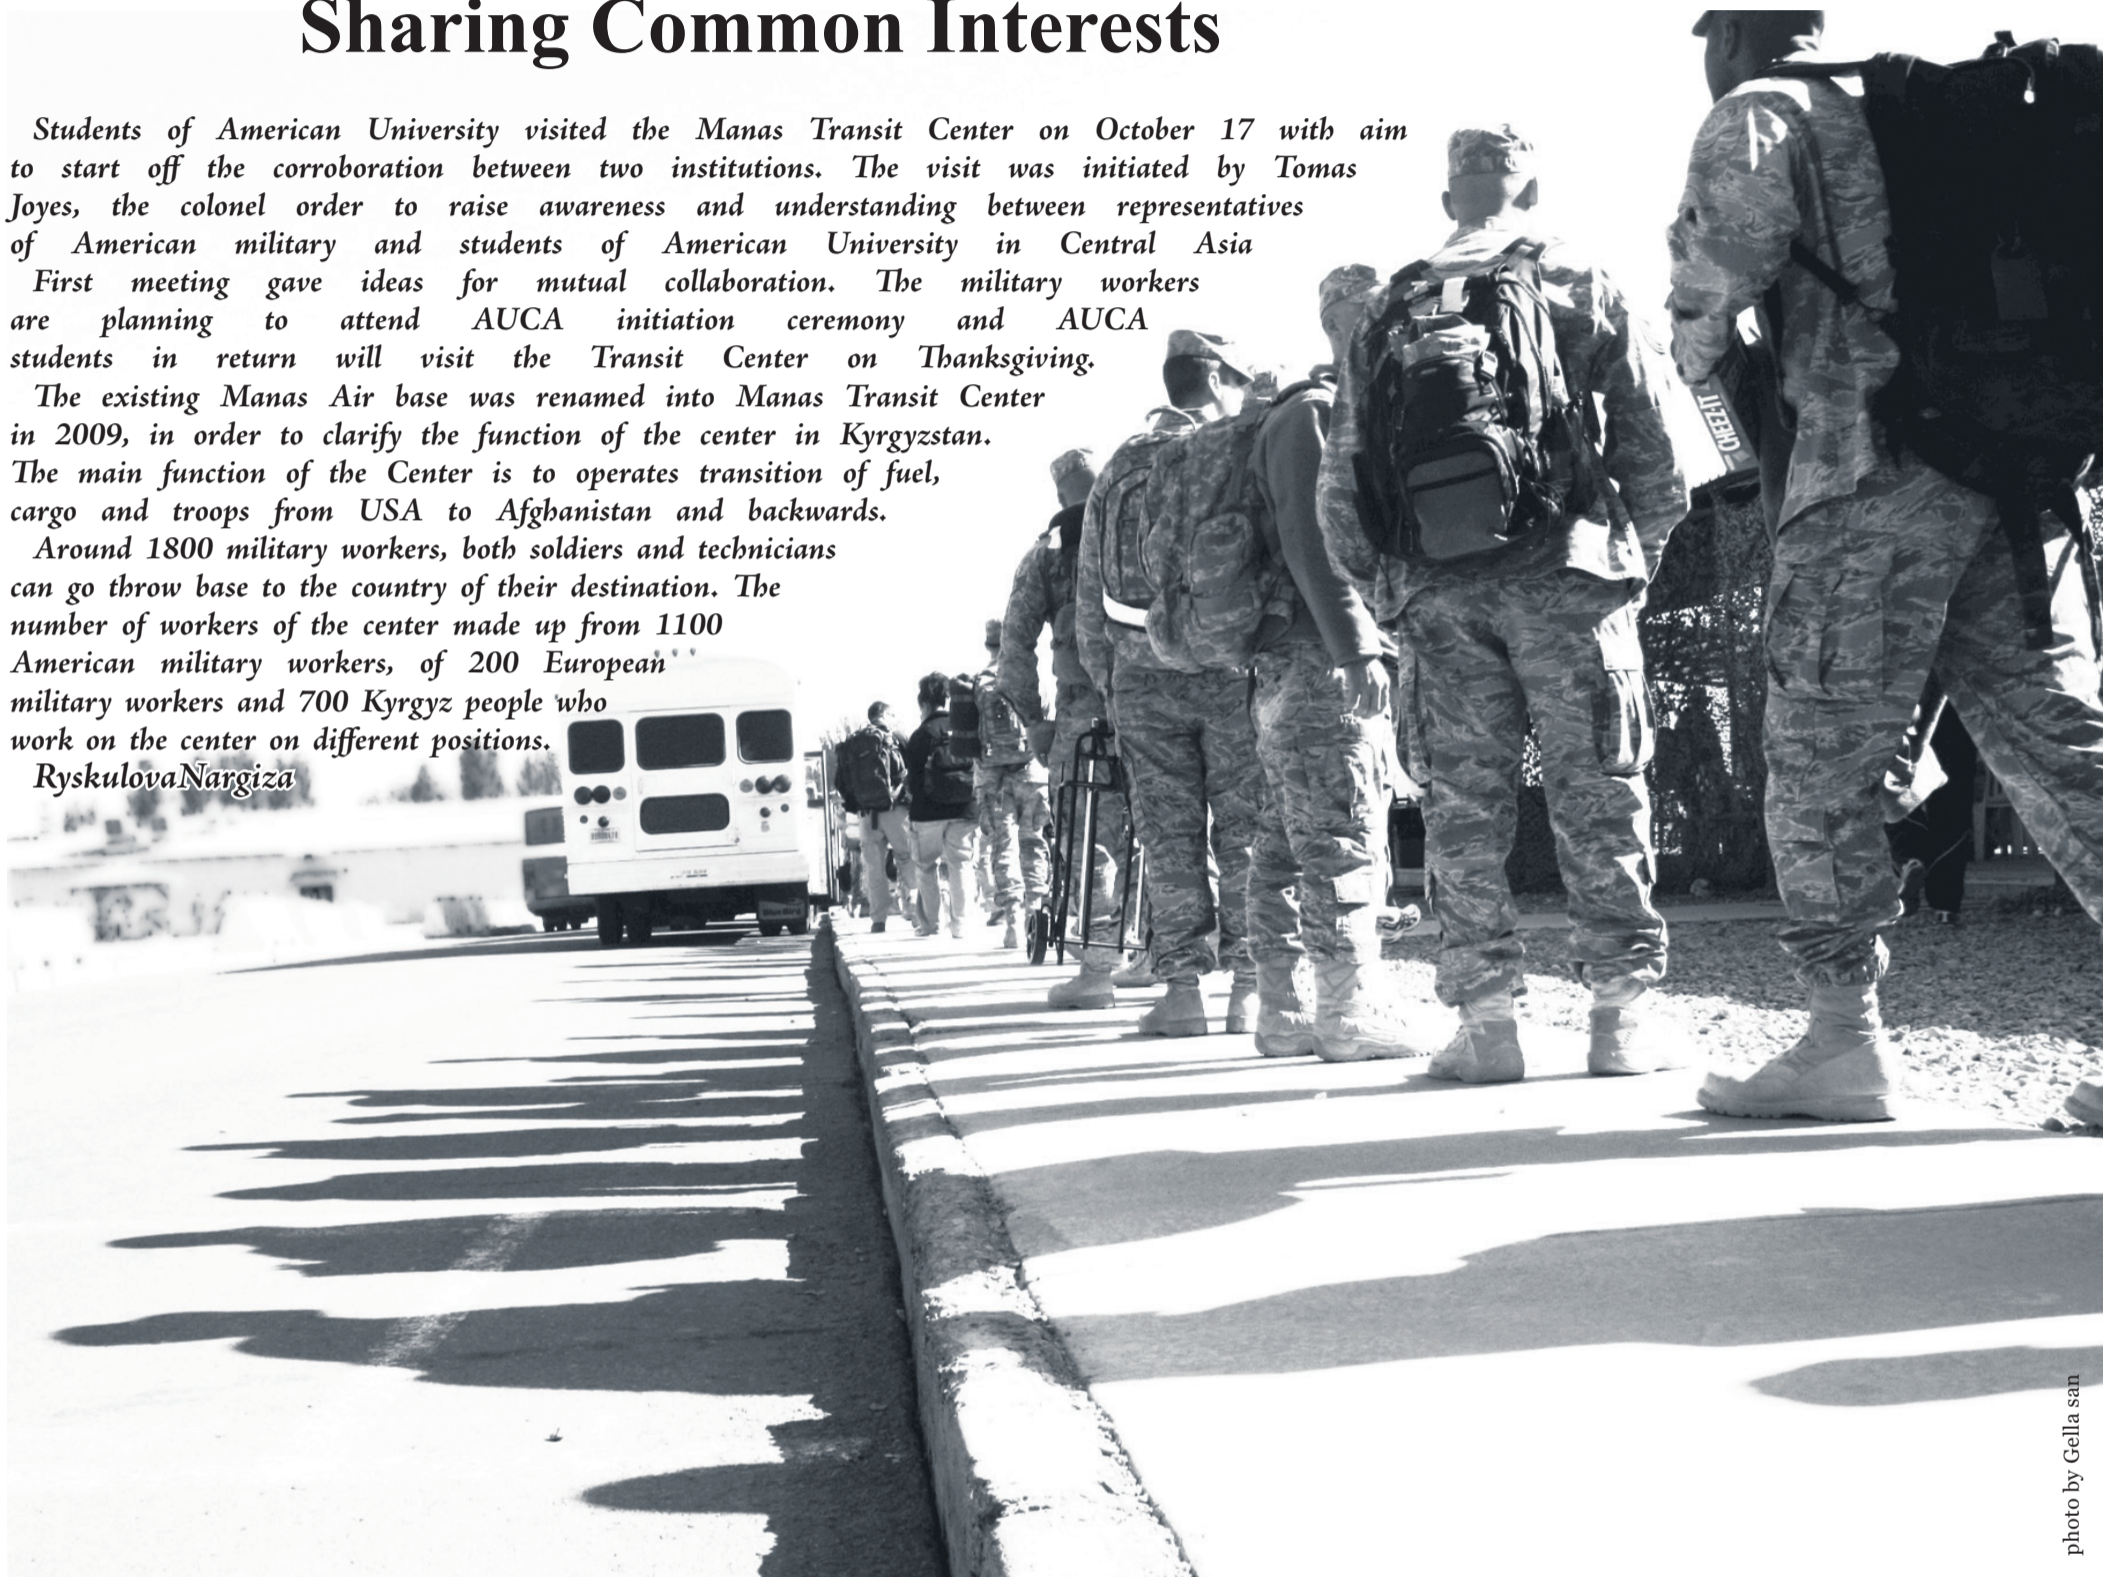 Sharing Common Interests
Students of American University visited the Manas Transit Center on October 17 with aim
to start off the corroboration between two institutions. The visit was initiated by Tomas
Joyes, the colonel order to raise awareness and understanding between representatives
of American military and students of American University in Central Asia
First meeting gave ideas for mutual collaboration. The military workers
are planning to attend AUCA initiation ceremony and AUCA
students in return will visit the Transit Center on Thanksgiving.
The existing Manas Air base was renamed into Manas Transit Center
in 2009, in order to clarify the function of the center in Kyrgyzstan.
The main function of the Center is to operates transition of fuel,
cargo and troops from USA to Afghanistan and backwards.
Around 1800 military workers, both soldiers and technicians
can go throw base to the country of their destination. The
number of workers of the center made up from 1100
American military workers, of 200 European
military workers and 700 Kyrgyz people who
work on the center on different positions.
RyskulovaNargiza
CHEEZ-IT
photo by Gella san